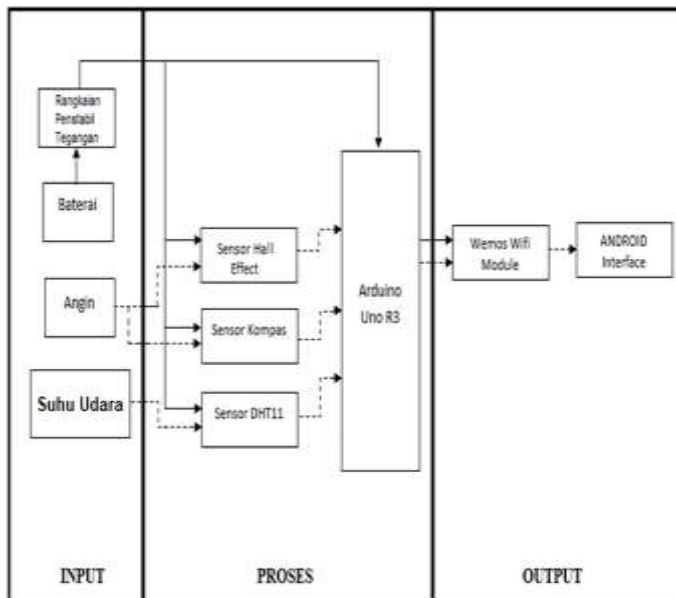 Rangkaian
Penstabil
Tegangan
Baterai
Angin
Suhu Udara
Sensor Hall
Effect
Sensor Kompas
Sensor DHT11
Arduino
Uno R3
Wemos Wifi
Module
ANDROID
Interface
INPUT
PROSES
OUTPUT